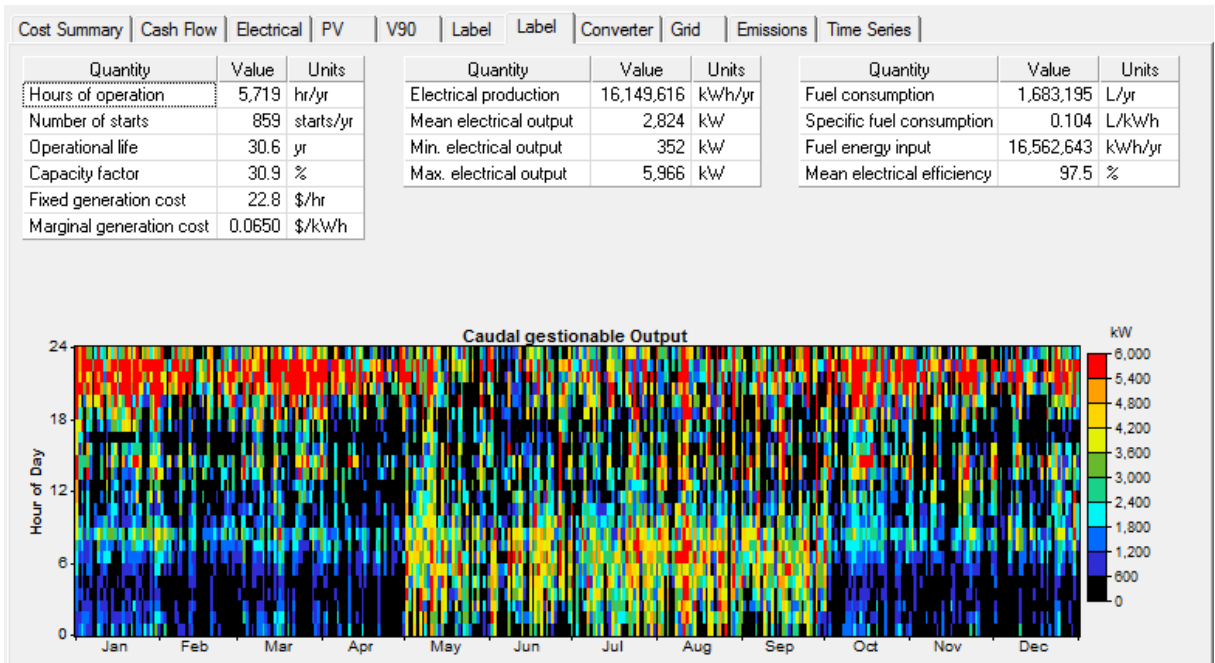 Cost Summary Cash Flow Electrical PV V90 Label Label Converter Grid Emissions Time Series
Quantity Value Units
Hours of operation 5,719 hr/yr
Number of starts 859 starts/yr
Operational life 30.6 yr
Capacity factor 30.9 %
Fixed generation cost 22.8 $/hr
Marginal generation cost 0.0650 $/kWh
Quantity Value Units
Electrical production 16,149,616 kWh/yr
Mean electrical output 2,824 kW
Min. electrical output 352 kW
Max. electrical output 5,966 kW
Quantity Value Units
Fuel consumption 1,683,195 L/yr
Specific fuel consumption 0.104 L/kWh
Fuel energy input 16,562,643 kWh/yr
Mean electrical efficiency 97.5 %
Caudal gestionable Output
Hour of Day
24
18
12
6
0
Jan Feb Mar Apr May Jun Jul Aug Sep Oct Nov Dec
kW
6,000
5,400
4,800
4,200
3,600
3,000
2,400
1,800
1,200
600
0